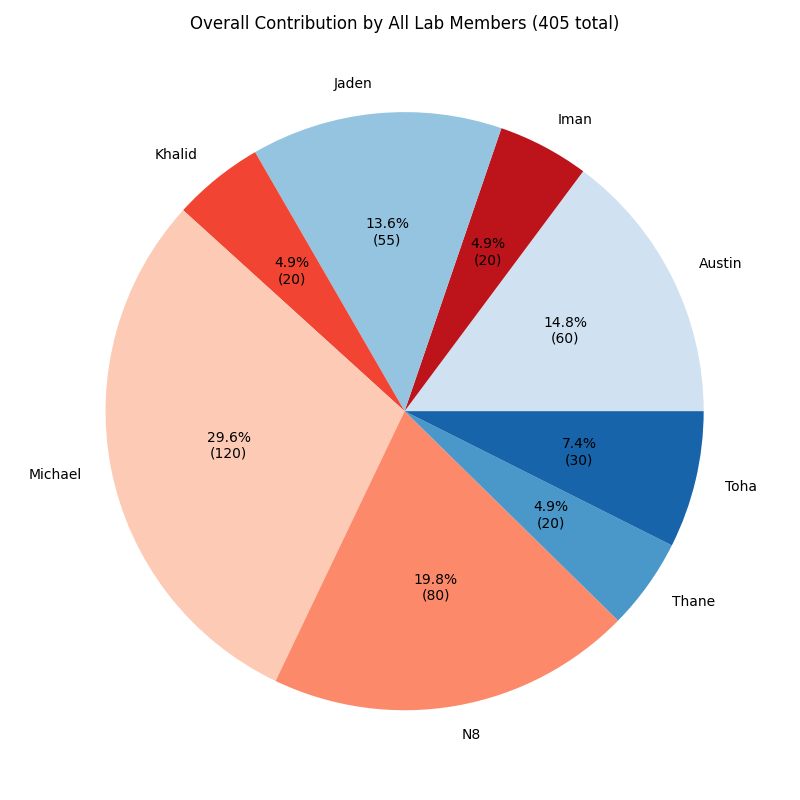 Overall Contribution by All Lab Members (405 total)
Jaden
Iman
Khalid
13.6%
(55)
4.9%
(20)
4.9%
(20)
Austin
14.8%
(60)
29.6%
(120)
Michael
7.4%
(30)
Toha
4.9%
(20)
19.8%
(80)
Thane
N8